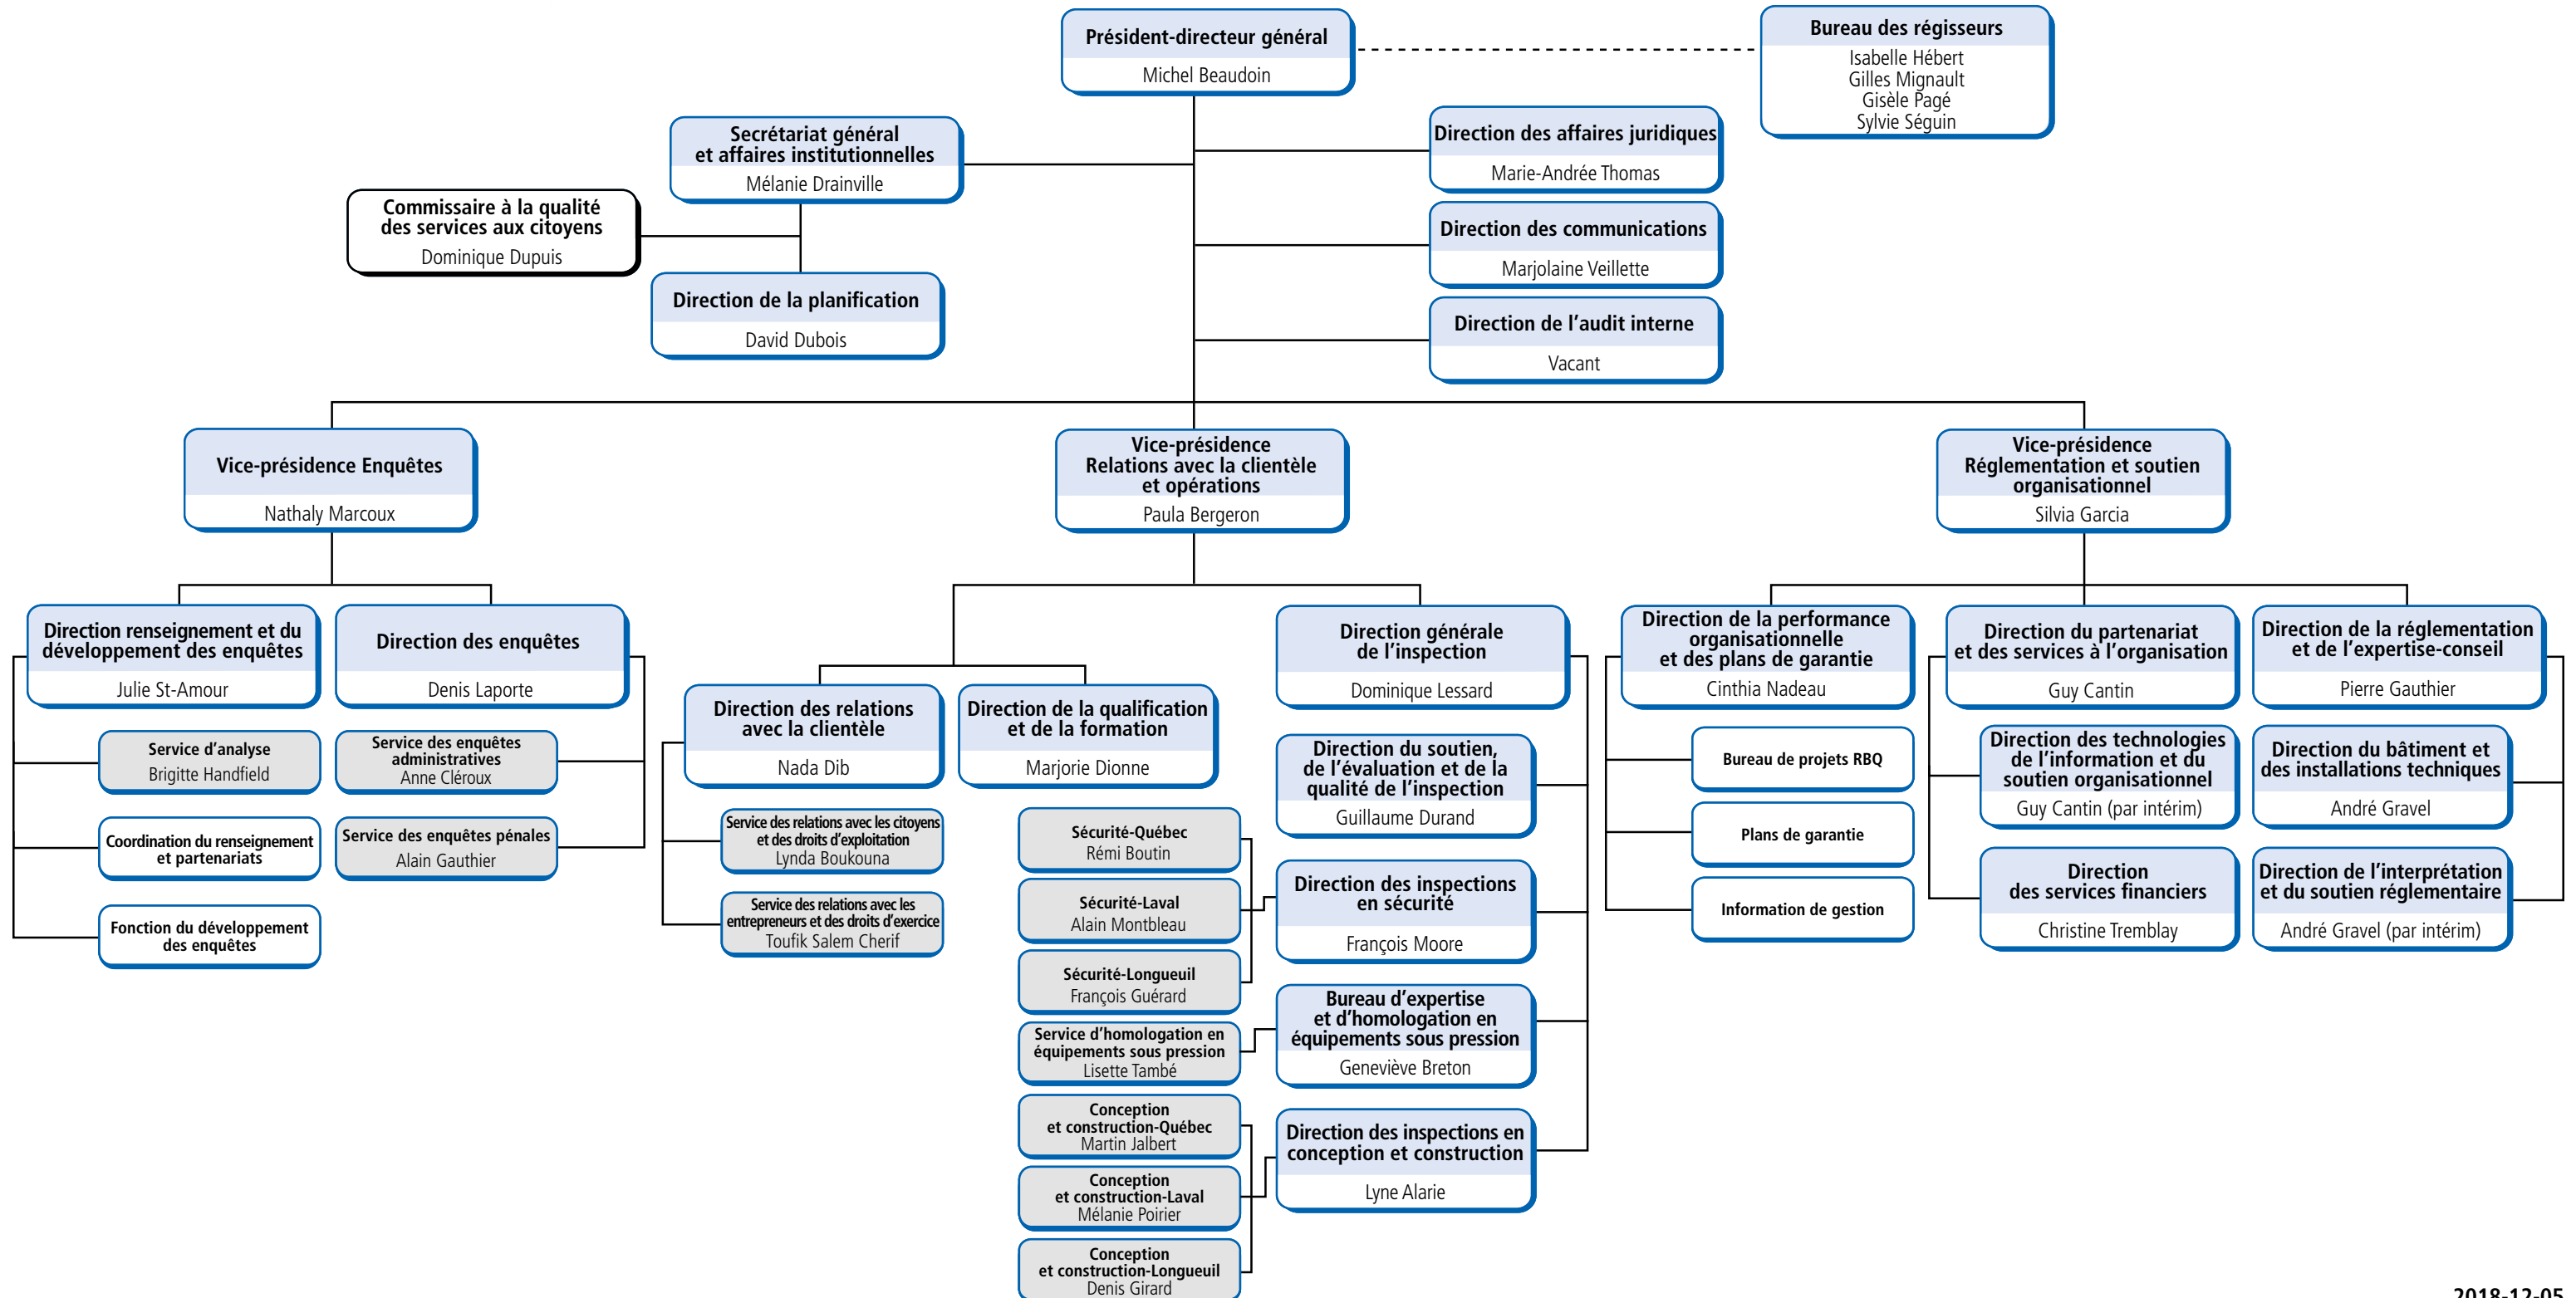 Président-directeur général
Michel Beaudoin
Bureau des régisseurs
Isabelle Hébert
Gilles Mignault
Gisèle Pagé
Sylvie Séguin
Secrétariat général
et affaires institutionnelles
Mélanie Drainville
Direction des affaires juridiques
Marie-Andrée Thomas
Commissaire à la qualité
des services aux citoyens
Dominique Dupuis
Direction des communications
Marjolaine Veillette
Direction de la planification
David Dubois
Direction de l’audit interne
Vacant
Vice-présidence Enquêtes
Nathaly Marcoux
Vice-présidence
Relations avec la clientèle
et opérations
Paula Bergeron
Vice-présidence
Réglementation et soutien
organisationnel
Silvia Garcia
Direction renseignement et du
développement des enquêtes
Julie St-Amour
Service d’analyse
Brigitte Handfield
Coordination du renseignement
et partenariats
Fonction du développement
des enquêtes
Direction des enquêtes
Denis Laporte
Service des enquêtes
administratives
Anne Cléroux
Service des enquêtes pénales
Alain Gauthier
Direction des relations
avec la clientèle
Nada Dib
Service des relations avec les citoyens
et des droits d’exploitation
Lynda Boukouna
Service des relations avec les
entrepreneurs et des droits d’exercice
Toufik Salem Cherif
Direction de la qualification
et de la formation
Marjorie Dionne
Direction générale
de l’inspection
Dominique Lessard
Direction du soutien,
de l’évaluation et de la
qualité de l’inspection
Guillaume Durand
Direction des inspections
en sécurité
François Moore
Sécurité-Québec
Rémi Boutin
Sécurité-Laval
Alain Montbleau
Sécurité-Longueuil
François Guérard
Bureau d’expertise
et d’homologation en
équipements sous pression
Geneviève Breton
Service d’homologation en
équipements sous pression
Lisette També
Direction des inspections en
conception et construction
Lyne Alarie
Conception
et construction-Québec
Martin Jalbert
Conception
et construction-Laval
Mélanie Poirier
Conception
et construction-Longueuil
Denis Girard
Direction de la performance
organisationnelle
et des plans de garantie
Cinthia Nadeau
Bureau de projets RBQ
Plans de garantie
Information de gestion
Direction du partenariat
et des services à l’organisation
Guy Cantin
Direction des technologies
de l’information et du
soutien organisationnel
Guy Cantin (par intérim)
Direction
des services financiers
Christine Tremblay
Direction de la réglementation
et de l’expertise-conseil
Pierre Gauthier
Direction du bâtiment et
des installations techniques
André Gravel
Direction de l’interprétation
et du soutien réglementaire
André Gravel (par intérim)
2018-12-05